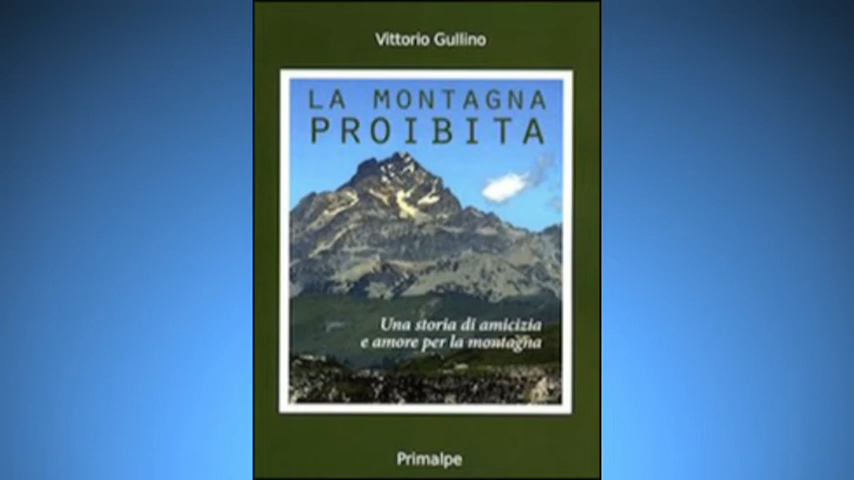 Vittorio Gullino
LA MONTAGNA
PROIBITA
Una storia di amicizia
e amore per la montagna
Primalpe